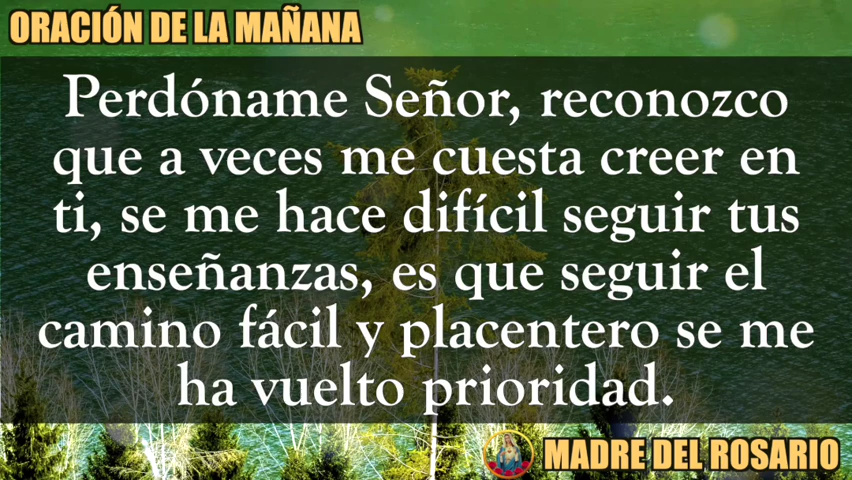 ORACIÓN DE LA MAÑANA
Perdóname Señor, reconozco
que a veces me cuesta creer en
ti, se me hace difícil seguir tus
enseñanzas, es que seguir el
camino fácil y placentero se me
ha vuelto prioridad.
MADRE DEL ROSARIO